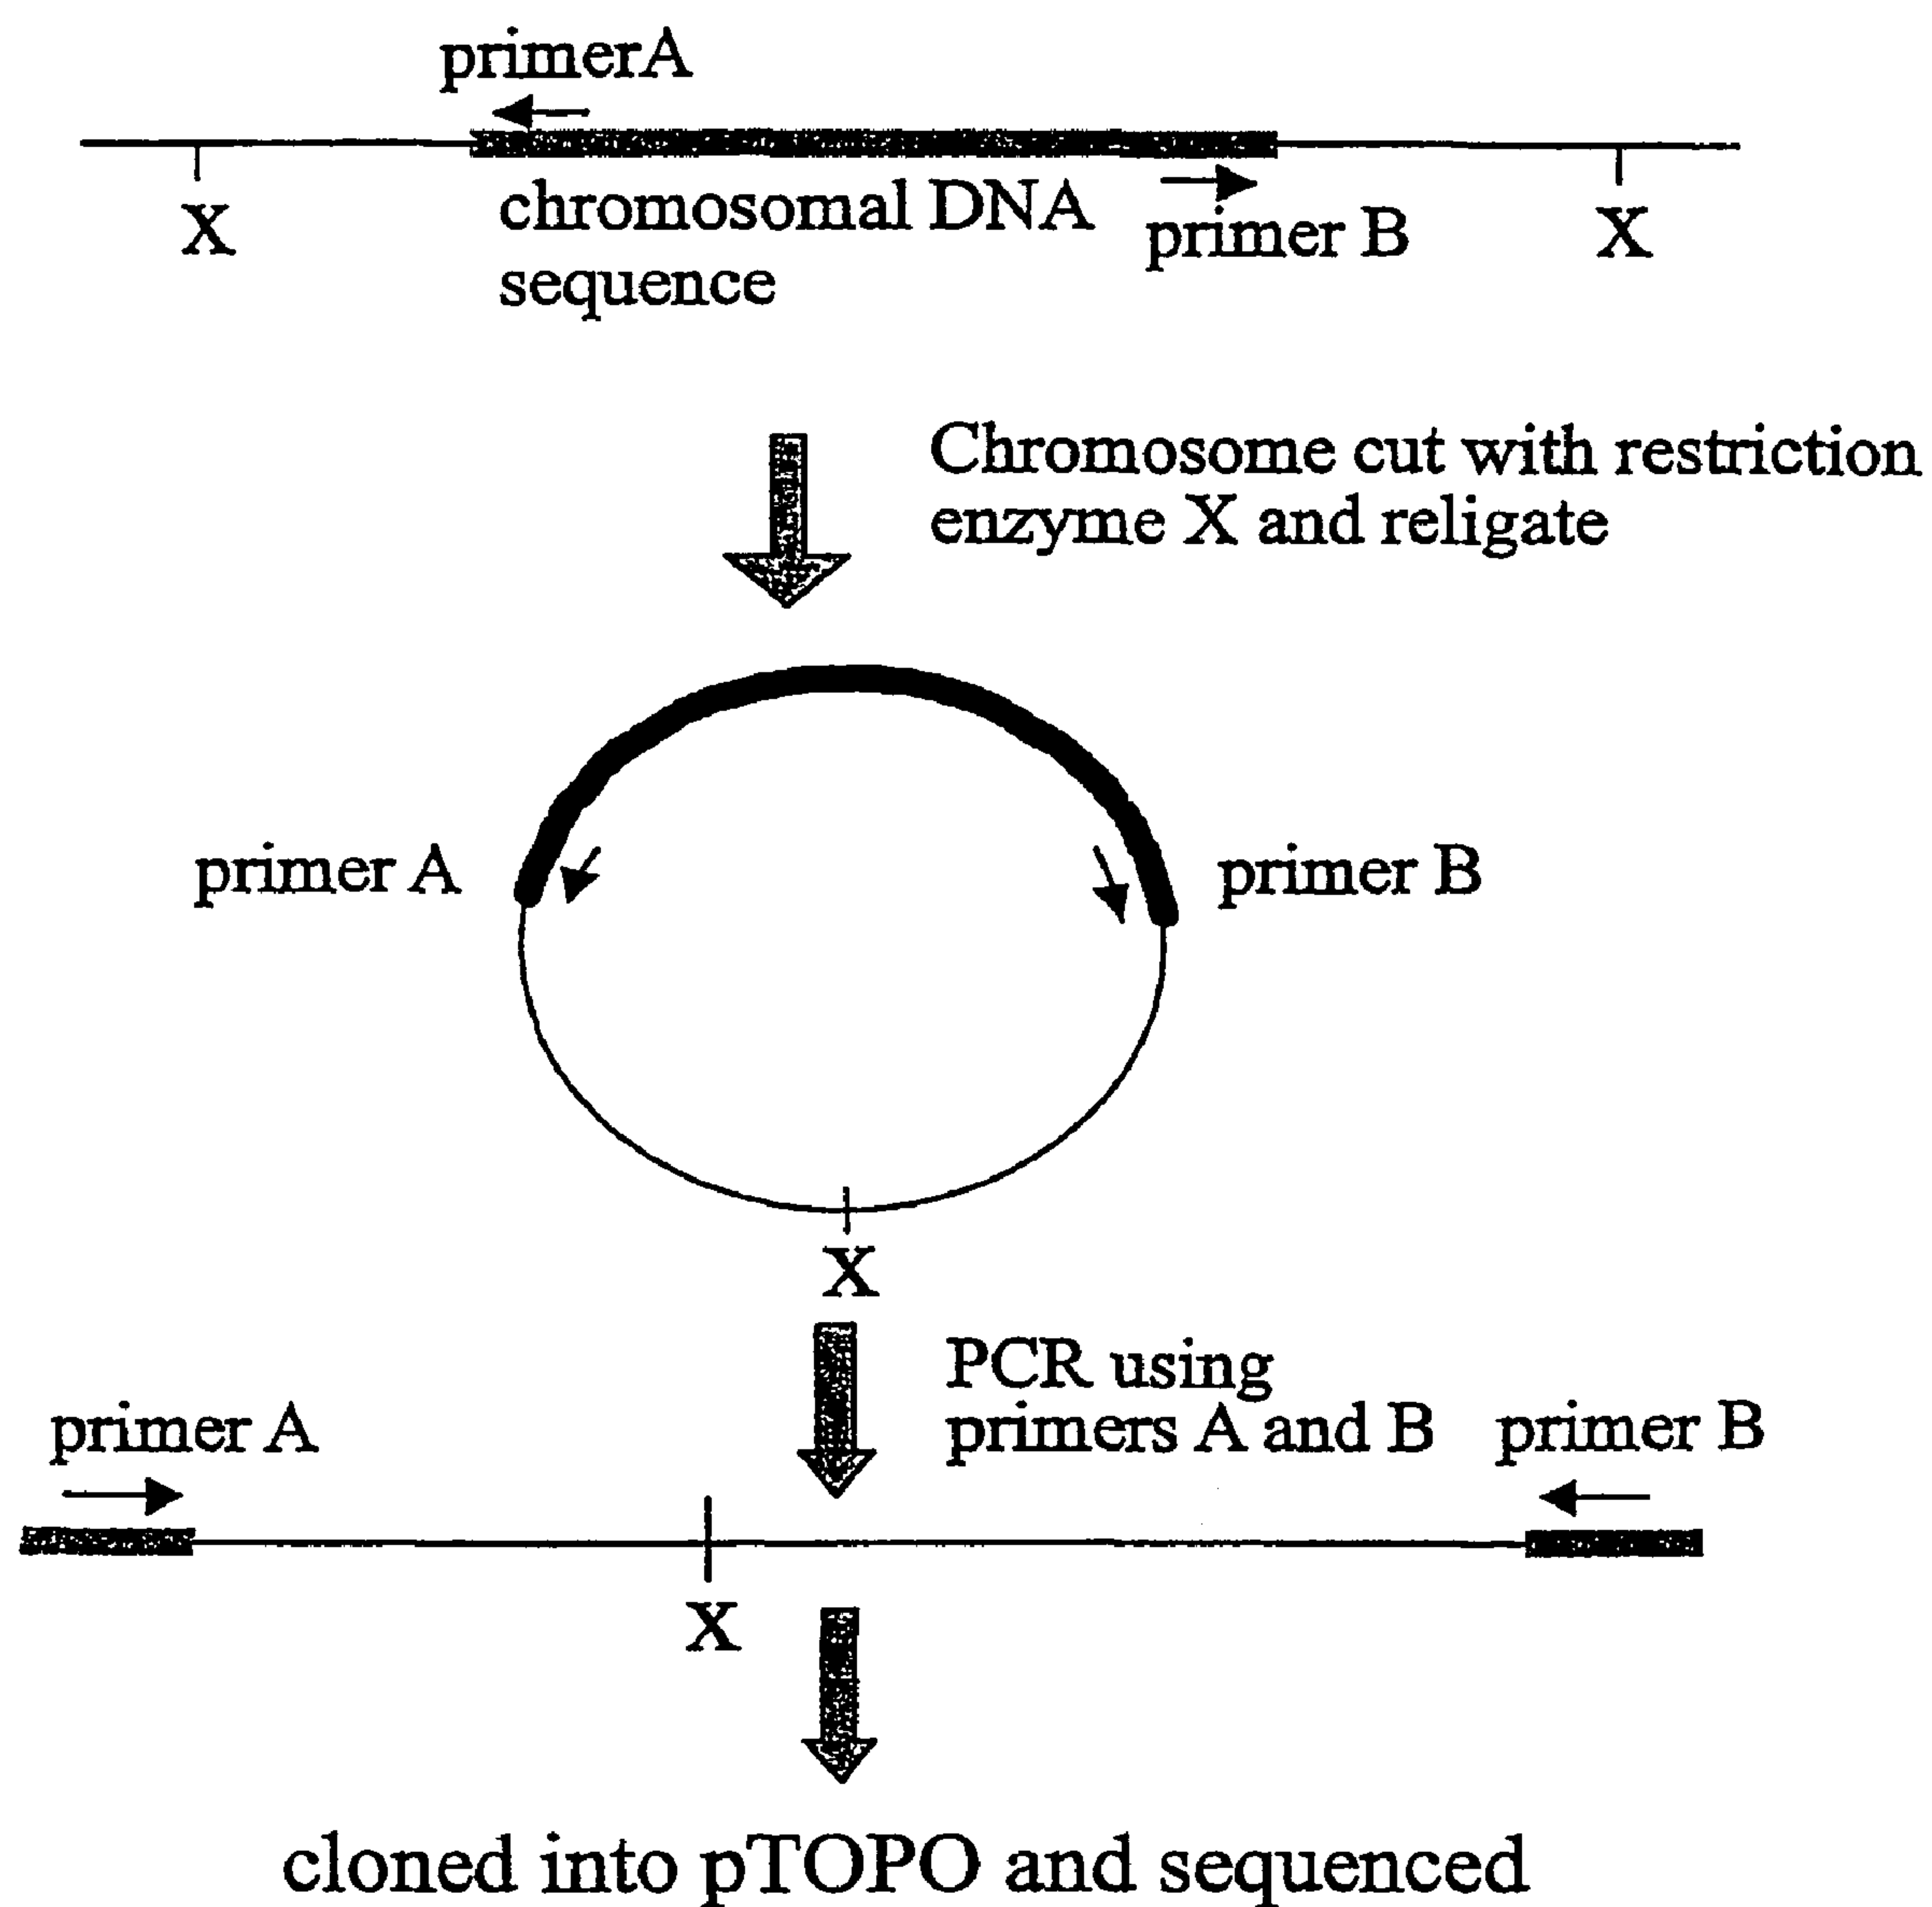 primerA
chromosomal DNA
sequence
primer B
X
X
Chromosome cut with restriction
enzyme X and religate
primer A
primer B
X
PCR using
primers A and B
primer A
primer B
X
cloned into pTOPO and sequenced